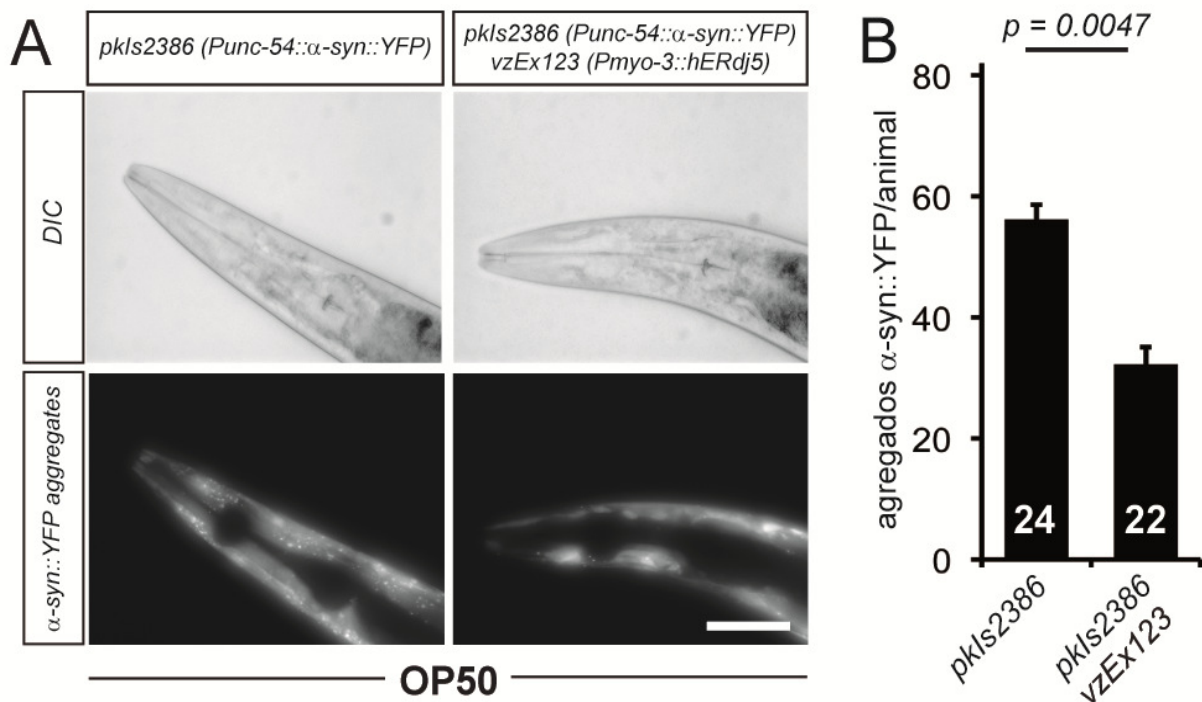 A
pkIs2386 (Punc-54::α-syn::YFP)
pkIs2386 (Punc-54::α-syn::YFP)
vzEx123 (Pmyo-3::hERdj5)
DIC
α-syn::YFP aggregates
OP50
B
p = 0.0047
agregados α-syn::YFP/animal
80
60
40
20
0
24
22
pkIs2386
pkIs2386
vzEx123